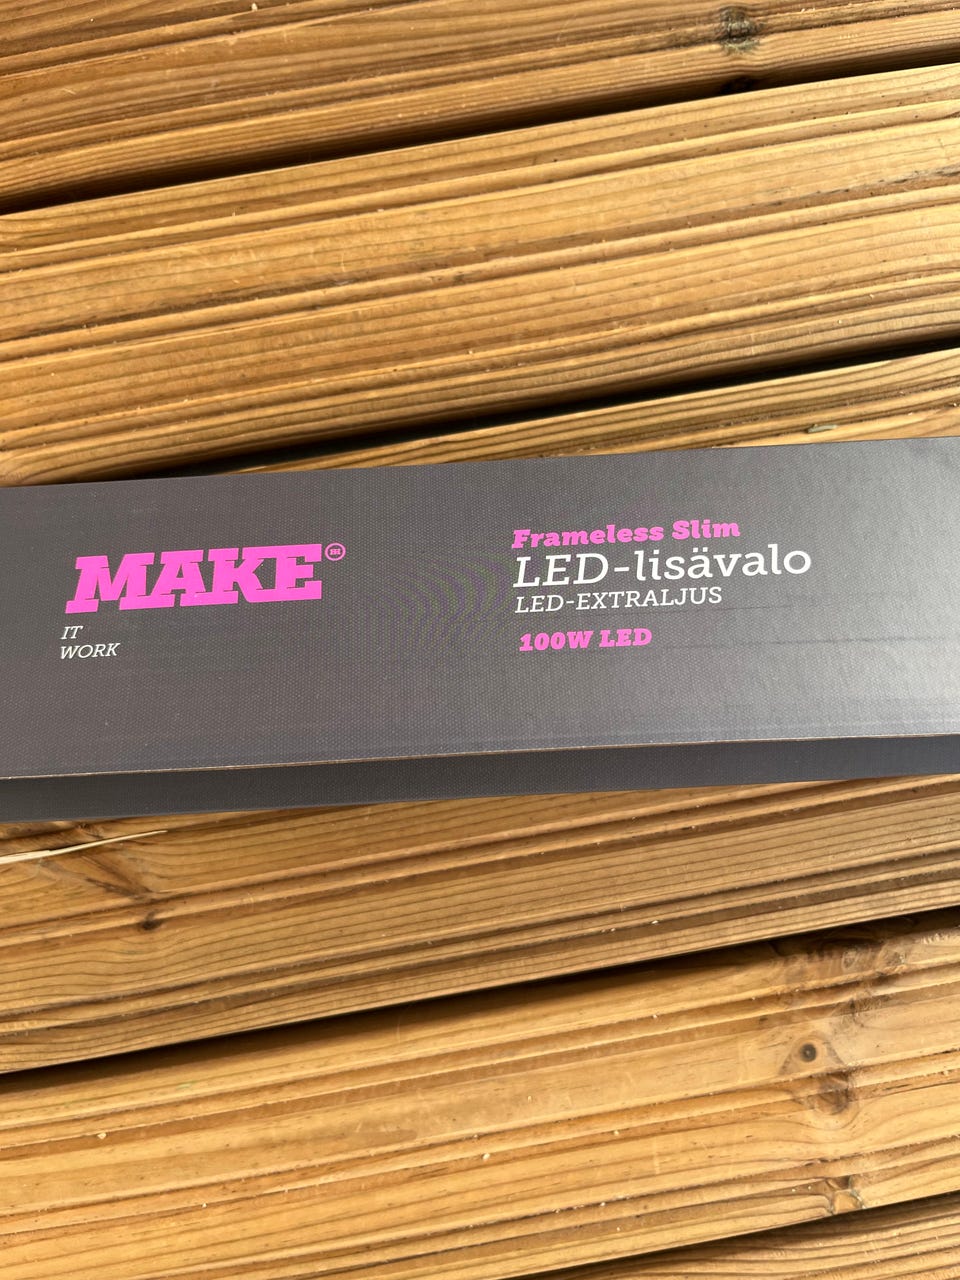 MAKE
IT
WORK
Frameless Slim
LED-lisävalo
LED-EXTRALJUS
100W LED